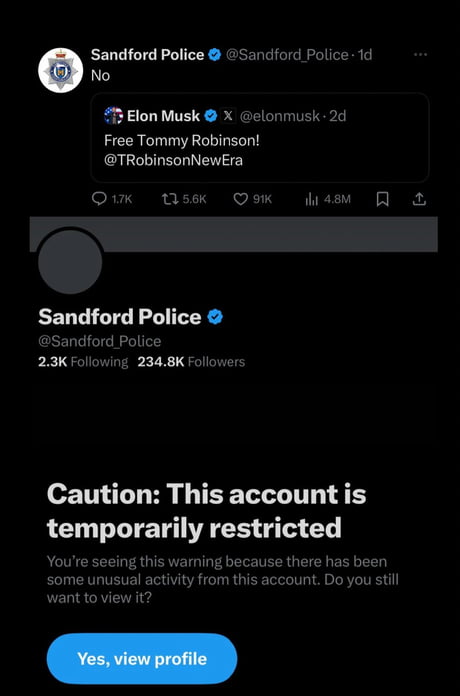 Sandford Police @Sandford_Police · 1d
No
Elon Musk X @elonmusk · 2d
Free Tommy Robinson!
@TRobinsonNewEra
1.7K 5.6K 91K 4.8M
Sandford Police
@Sandford_Police
2.3K Following 234.8K Followers
Caution: This account is
temporarily restricted
You’re seeing this warning because there has been
some unusual activity from this account. Do you still
want to view it?
Yes, view profile